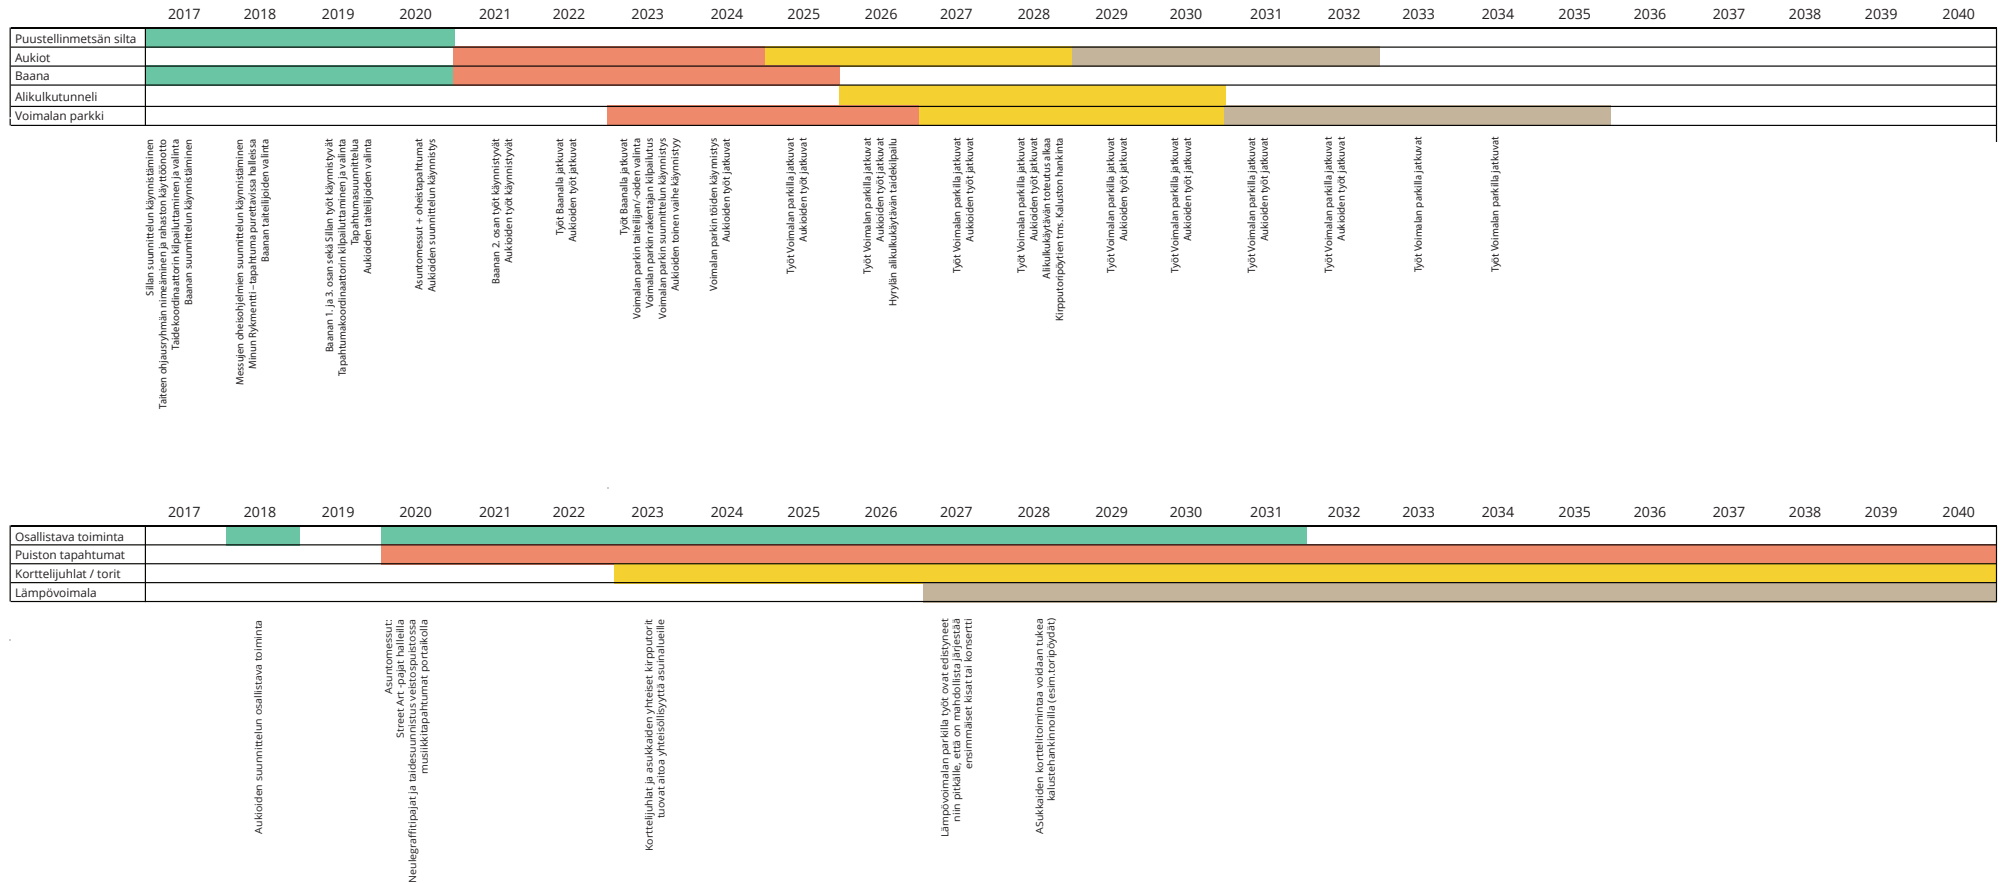 2017 2018 2019 2020 2021 2022 2023 2024 2025 2026 2027 2028 2029 2030 2031 2032 2033 2034 2035 2036 2037 2038 2039 2040
Puustellinmetsän silta
Aukiot
Baana
Alikulkutunneli
Voimalan parkki
Sillan suunnittelun käynnistäminen
Taiteen ohjausryhmän nimeäminen ja rahaston käyttöönotto
Taidekoordinaattorin kilpailuttaminen ja valinta
Baanan suunnittelun käynnistäminen
Messujen oheisohjelmien suunnittelun käynnistäminen
Minun Rykmentti – tapahtuma purettavissa halleissa
Baanan taiteilijoiden valinta
Baanan 1. ja 3. osan sekä Sillan työt käynnistyvät
Tapahtumakoordinaattorin kilpailuttaminen ja valinta
Tapahtumasuunnittelua
Aukioiden taiteilijoiden valinta
Asuntomessut + oheistapahtumat
Aukioiden suunnittelun käynnistys
Baanan 2. osan työt käynnistyvät
Aukioiden työt käynnistyvät
Työt Baanalla jatkuvat
Aukioiden työt jatkuvat
Työt Baanalla jatkuvat
Voimalan parkin taiteilijan/-oiden valinta
Voimalan parkin rakentajan kilpailutus
Voimalan parkin suunnittelun käynnistys
Aukioiden toinen vaihe käynnistyy
Voimalan parkin töiden käynnistys
Aukioiden työt jatkuvat
Työt Voimalan parkilla jatkuvat
Aukioiden työt jatkuvat
Työt Voimalan parkilla jatkuvat
Aukioiden työt jatkuvat
Hyrylän alikulkukäytävän taidekilpailu
Työt Voimalan parkilla jatkuvat
Aukioiden työt jatkuvat
Työt Voimalan parkilla jatkuvat
Aukioiden työt jatkuvat
Alikulkukäytävän toteutus alkaa
Kirpputoripöytien tms. Kaluston hankinta
Työt Voimalan parkilla jatkuvat
Aukioiden työt jatkuvat
Työt Voimalan parkilla jatkuvat
Aukioiden työt jatkuvat
Työt Voimalan parkilla jatkuvat
Aukioiden työt jatkuvat
Työt Voimalan parkilla jatkuvat
Aukioiden työt jatkuvat
Työt Voimalan parkilla jatkuvat
Työt Voimalan parkilla jatkuvat
2017 2018 2019 2020 2021 2022 2023 2024 2025 2026 2027 2028 2029 2030 2031 2032 2033 2034 2035 2036 2037 2038 2039 2040
Osallistava toiminta
Puiston tapahtumat
Korttelijuhlat / torit
Lämpövoimala
Aukioiden suunnittelun osallistava toiminta
Asuntomessut:
Street Art -pajat halleilla
Neulegraffitipajat ja taidesuunnistus veistospuistossa
musiikkitapahtumat portaikolla
Korttelijuhlat ja asukkaiden yhteiset kirpputorit
tuovat aitoa yhteisöllisyyttä asuinalueille
Lämpövoimalan parkilla työt ovat edistyneet
niin pitkälle, että on mahdollista järjestää
ensimmäiset kisat tai konsertti
ASukkaiden korttelitoimintaa voidaan tukea
kalustehankinnoilla (esim.toripöydät)